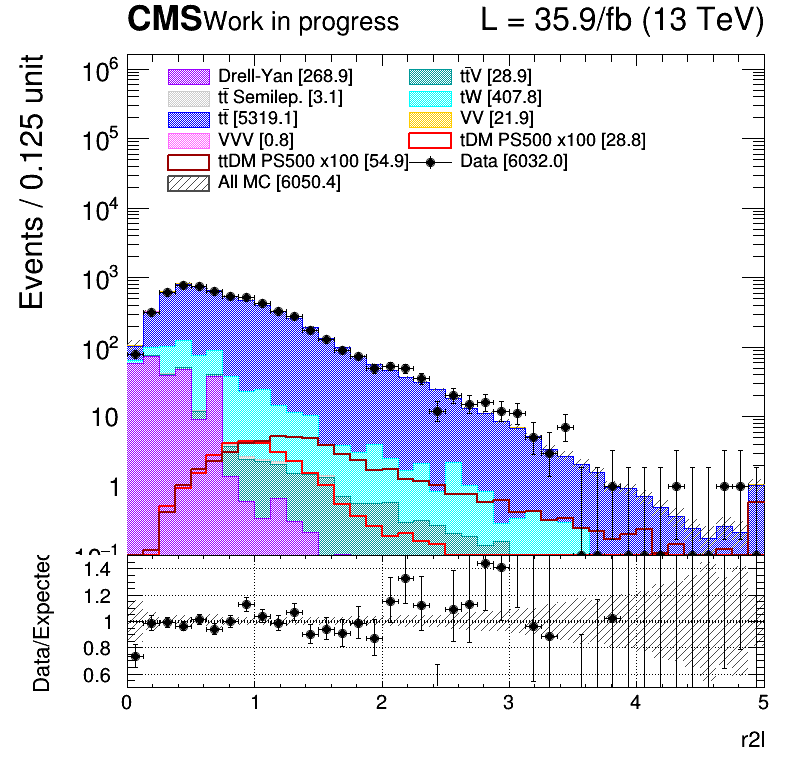 CMS Work in progress L = 35.9/fb (13 TeV)
Events / 0.125 unit
10⁶
10⁵
10⁴
10³
10²
10
1
10⁻¹
Drell-Yan [268.9] tt̄V [28.9]
tt̄ Semilep. [3.1] tW [407.8]
tt̄ [5319.1] VV [21.9]
VVV [0.8] tDM PS500 x100 [28.8]
ttDM PS500 x100 [54.9] Data [6032.0]
All MC [6050.4]
Data/Expected
1.4
1.2
1
0.8
0.6
0 1 2 3 4 5
r2l